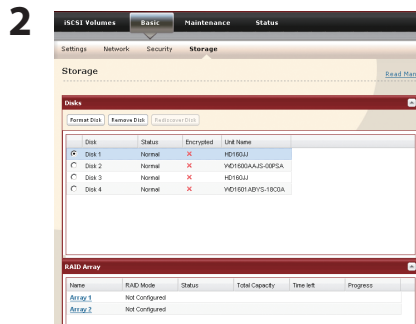 2
iSCSI Volumes Basic Maintenance Status
Settings Network Security Storage
Storage
Read Man
Disks
Format Disk Remove Disk Rediscover Disk
Disk Status Encrypted Unit Name
Disk 1 Normal HD160JJ
Disk 2 Normal WD1600AAJS-00PSA
Disk 3 Normal HD160JJ
Disk 4 Normal WD1601ABYS-18C0A
RAID Array
Name RAID Mode Status Total Capacity Time left Progress
Array 1 Not Configured
Array 2 Not Configured